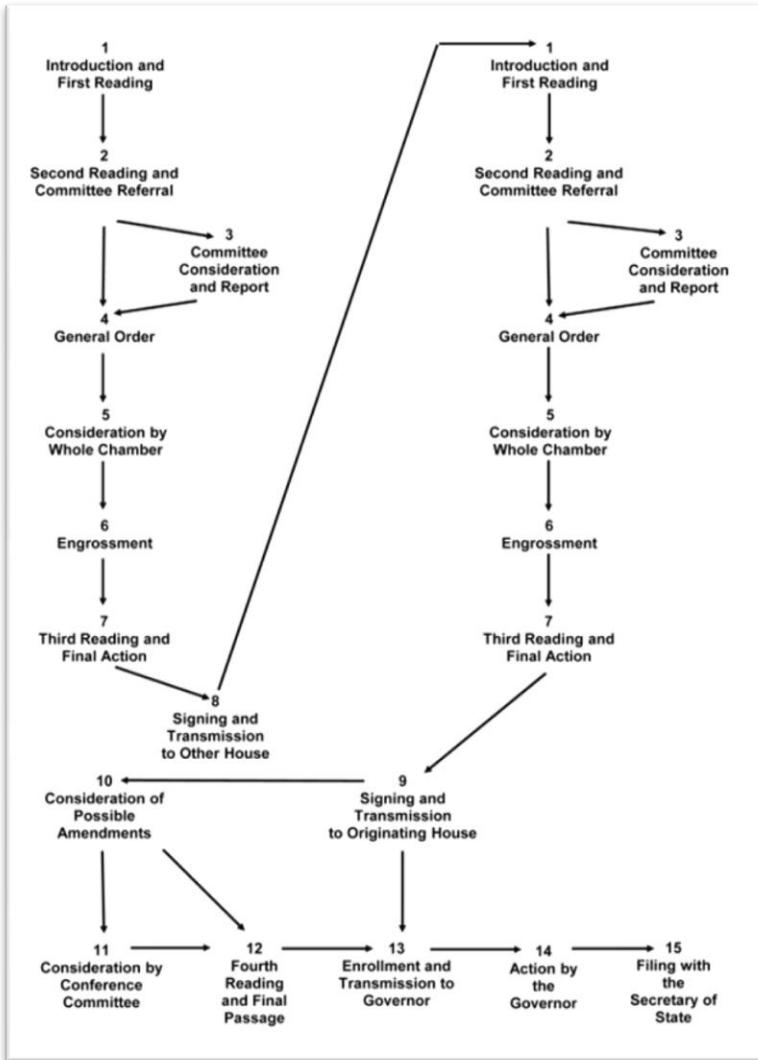 1
Introduction and
First Reading
2
Second Reading and
Committee Referral
3
Committee
Consideration
and Report
4
General Order
5
Consideration by
Whole Chamber
6
Engrossment
7
Third Reading and
Final Action
8
Signing and
Transmission
to Other House
1
Introduction and
First Reading
2
Second Reading and
Committee Referral
3
Committee
Consideration
and Report
4
General Order
5
Consideration by
Whole Chamber
6
Engrossment
7
Third Reading and
Final Action
9
Signing and
Transmission
to Originating House
10
Consideration of
Possible
Amendments
11
Consideration by
Conference
Committee
12
Fourth
Reading
and Final
Passage
13
Enrollment and
Transmission to
Governor
14
Action by
the
Governor
15
Filing with
the
Secretary of
State